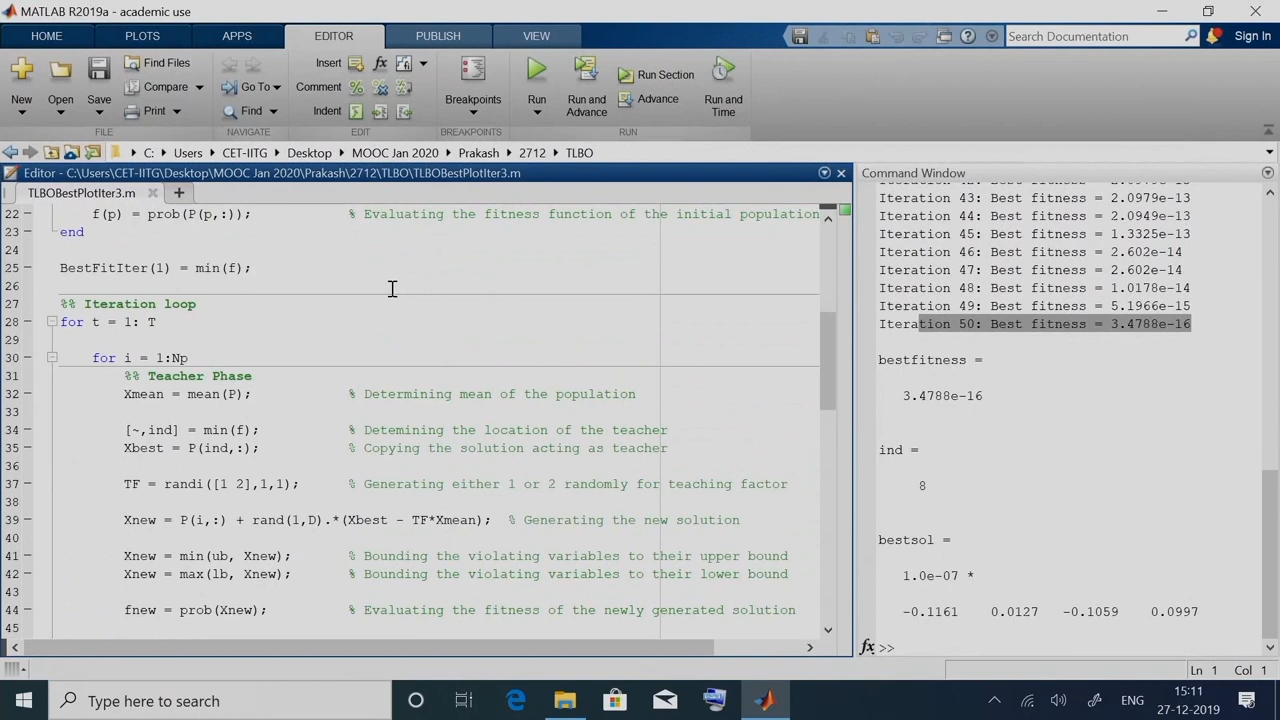 MATLAB R2019a - academic use
HOME PLOTS APPS EDITOR PUBLISH VIEW Search Documentation Sign In
New Open Save Find Files Compare Print Go To Find Insert Comment Indent Breakpoints Run Run and Advance Run Section Advance Run and Time
FILE NAVIGATE EDIT BREAKPOINTS RUN
C: Users CET-IITG Desktop MOOC Jan 2020 Prakash 2712 TLBO
Editor - C:\Users\CET-IITG\Desktop\MOOC Jan 2020\Prakash\2712\TLBO\TLBOBestPlotIter3.m
TLBOBestPlotIter3.m
22 f(p) = prob(P(p,:)); % Evaluating the fitness function of the initial population
23 end
24
25 BestFitIter(1) = min(f);
26
27 %% Iteration loop
28 for t = 1: T
29
30 for i = 1:Np
31 %% Teacher Phase
32 Xmean = mean(P); % Determining mean of the population
33
34 [~,ind] = min(f); % Detemining the location of the teacher
35 Xbest = P(ind,:); % Copying the solution acting as teacher
36
37 TF = randi([1 2],1,1); % Generating either 1 or 2 randomly for teaching factor
38
39 Xnew = P(i,:) + rand(1,D).*(Xbest - TF*Xmean); % Generating the new solution
40
41 Xnew = min(ub, Xnew); % Bounding the violating variables to their upper bound
42 Xnew = max(lb, Xnew); % Bounding the violating variables to their lower bound
43
44 fnew = prob(Xnew); % Evaluating the fitness of the newly generated solution
45
Command Window
Iteration 43: Best fitness = 2.0979e-13
Iteration 44: Best fitness = 2.0949e-13
Iteration 45: Best fitness = 1.3325e-13
Iteration 46: Best fitness = 2.602e-14
Iteration 47: Best fitness = 2.602e-14
Iteration 48: Best fitness = 1.0178e-14
Iteration 49: Best fitness = 5.1966e-15
Iteration 50: Best fitness = 3.4788e-16
bestfitness =
3.4788e-16
ind =
8
bestsol =
1.0e-07 *
-0.1161 0.0127 -0.1059 0.0997
fx >>
Ln 1 Col 1
Type here to search
ENG
15:11
27-12-2019